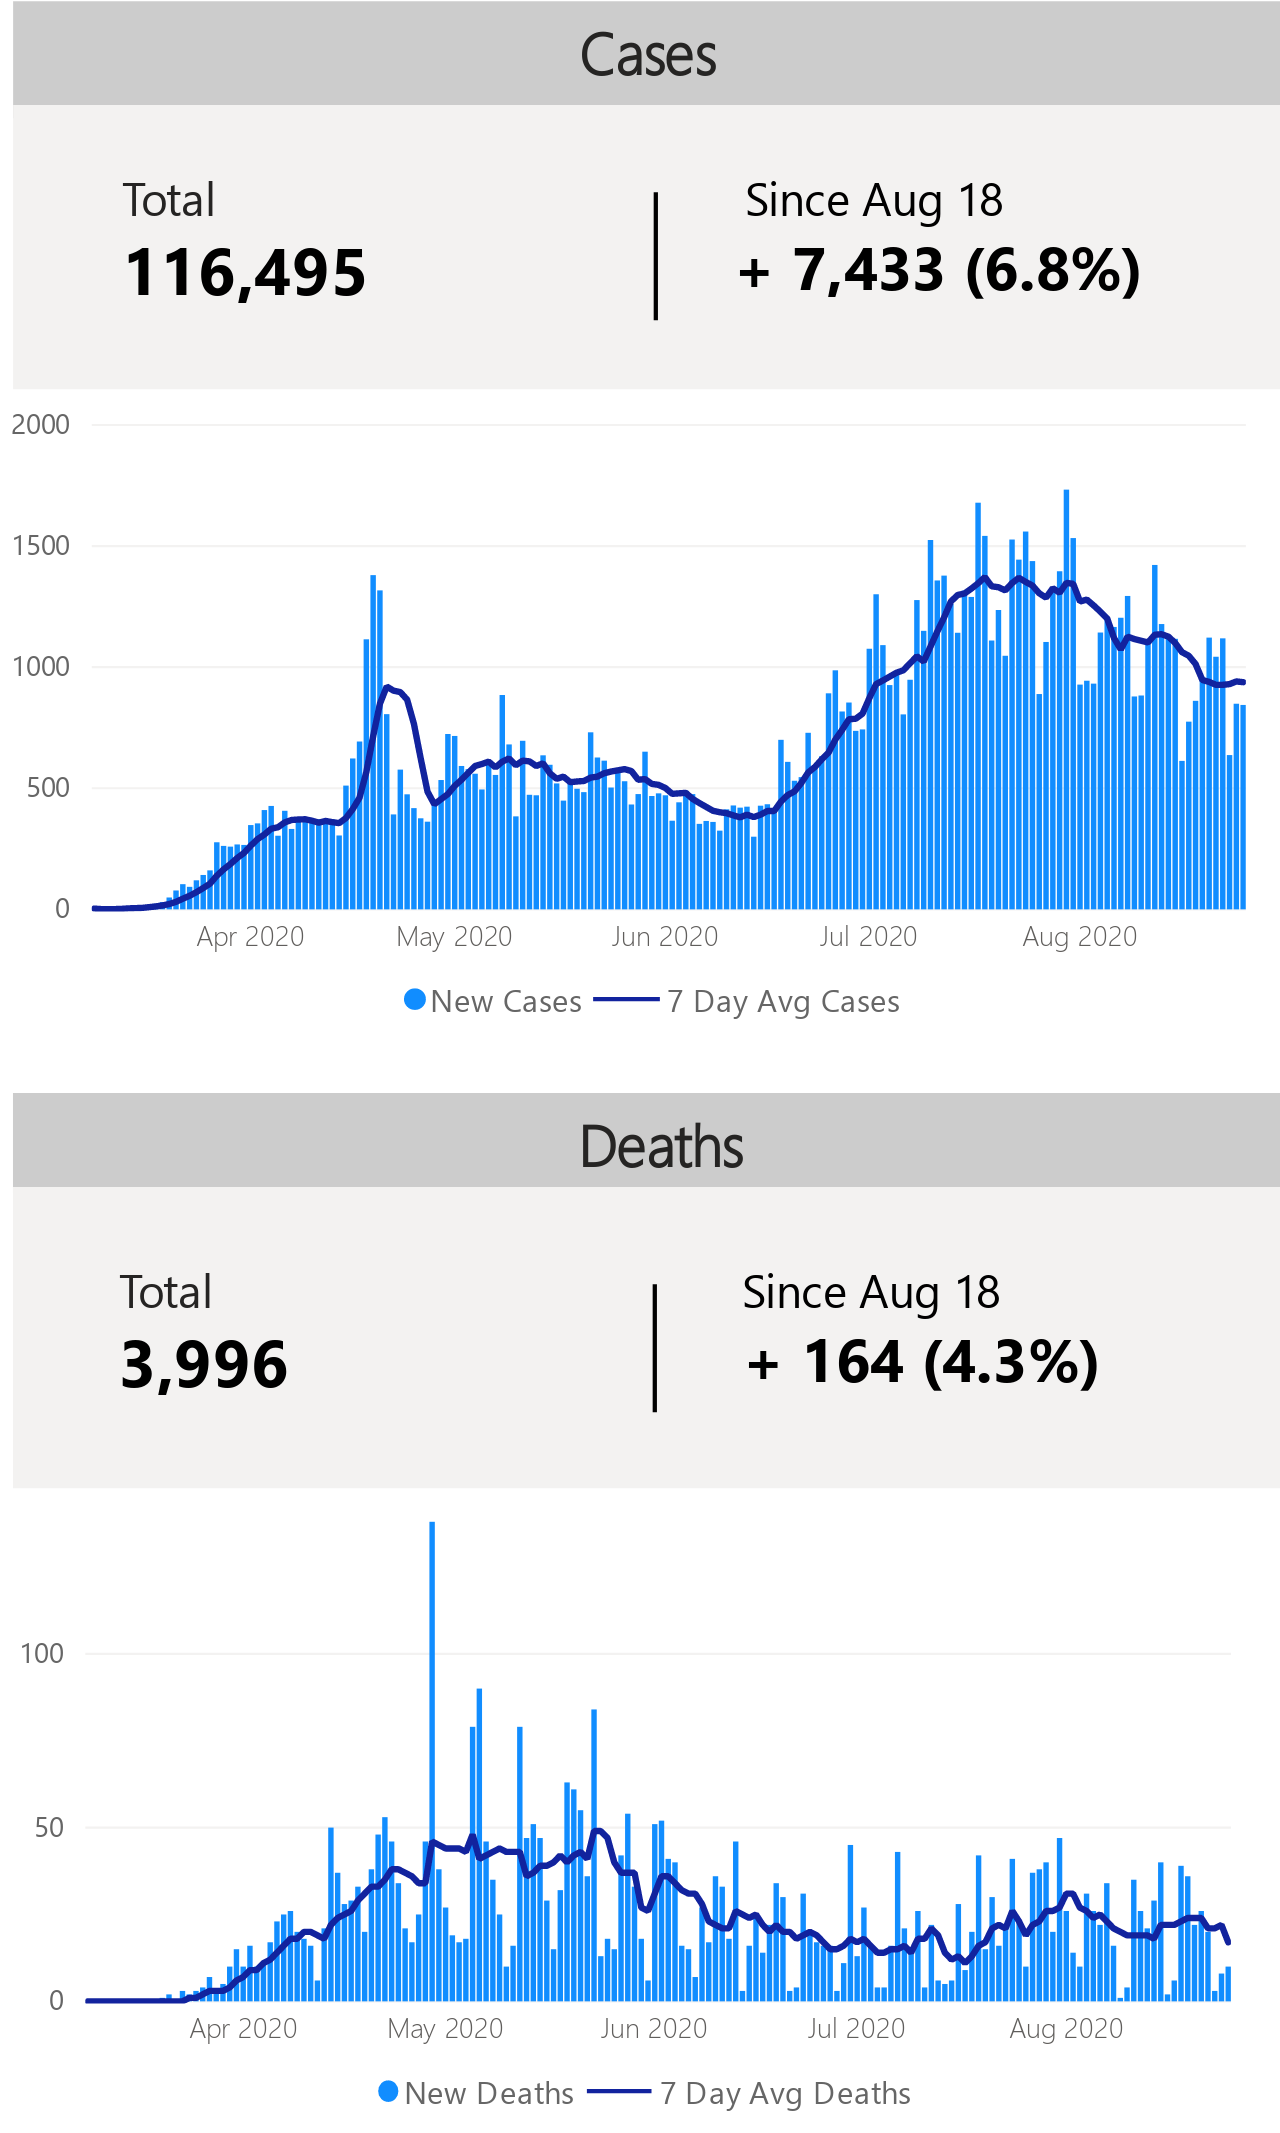 Cases
Total
Since Aug 18
116,495
+ 7,433 (6.8%)
2000
1500
1000
500
0
Apr 2020 May 2020 Jun 2020 Jul 2020 Aug 2020
New Cases 7 Day Avg Cases
Deaths
Total
Since Aug 18
3,996
+ 164 (4.3%)
100
50
0
Apr 2020 May 2020 Jun 2020 Jul 2020 Aug 2020
New Deaths 7 Day Avg Deaths